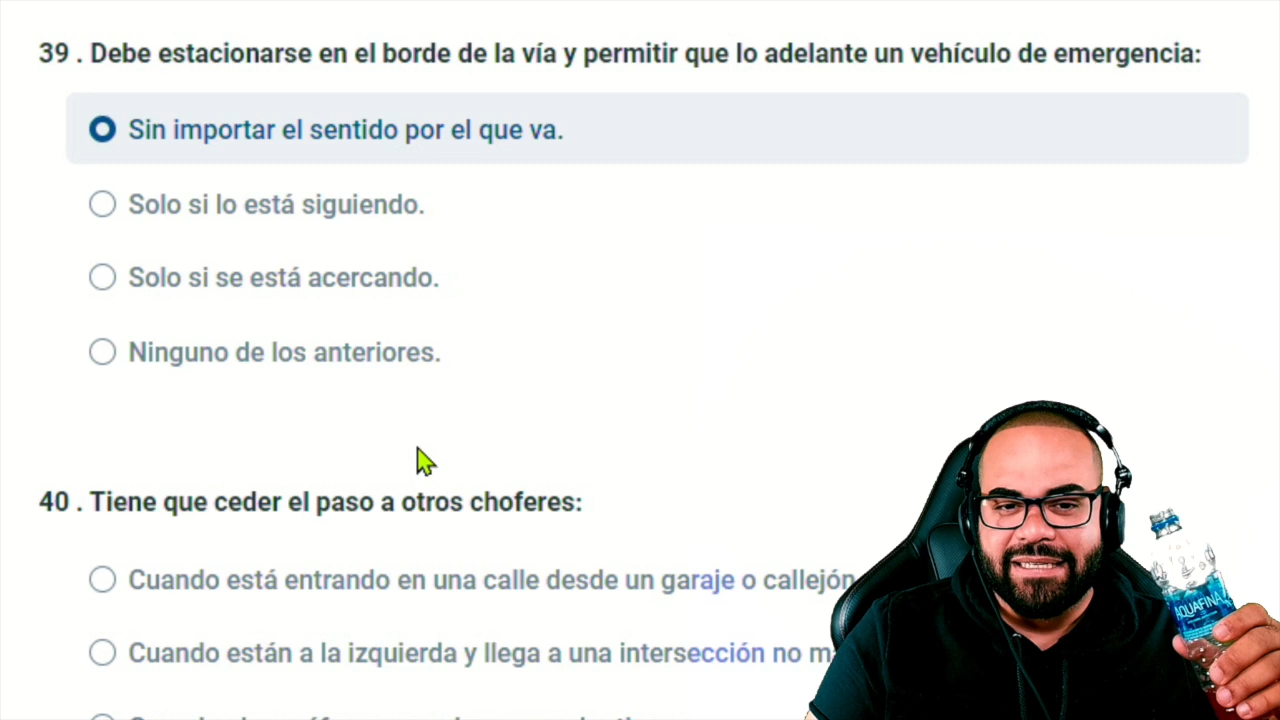 39 . Debe estacionarse en el borde de la vía y permitir que lo adelante un vehículo de emergencia:
Sin importar el sentido por el que va.
Solo si lo está siguiendo.
Solo si se está acercando.
Ninguno de los anteriores.
40 . Tiene que ceder el paso a otros choferes:
Cuando está entrando en una calle desde un garaje o callejón
Cuando están a la izquierda y llega a una intersección no
AQUAFINA